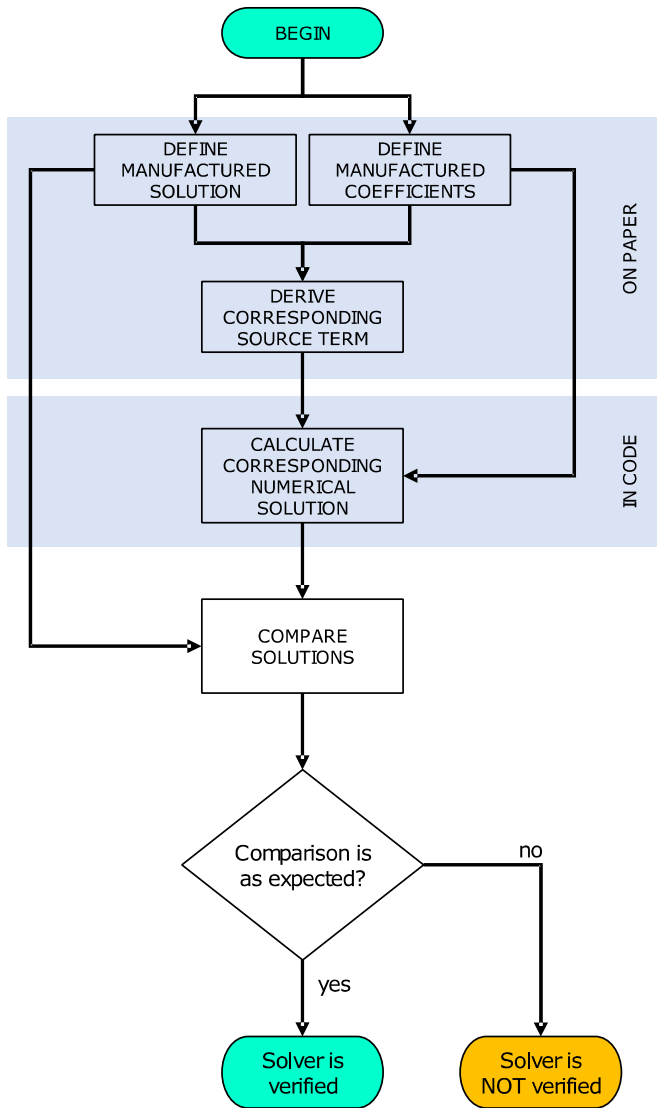 BEGIN
DEFINE
MANUFACTURED
SOLUTION
DEFINE
MANUFACTURED
COEFFICIENTS
ON PAPER
DERIVE
CORRESPONDING
SOURCE TERM
CALCULATE
CORRESPONDING
NUMERICAL
SOLUTION
IN CODE
COMPARE
SOLUTIONS
Comparison is
as expected?
no
yes
Solver is
verified
Solver is
NOT verified